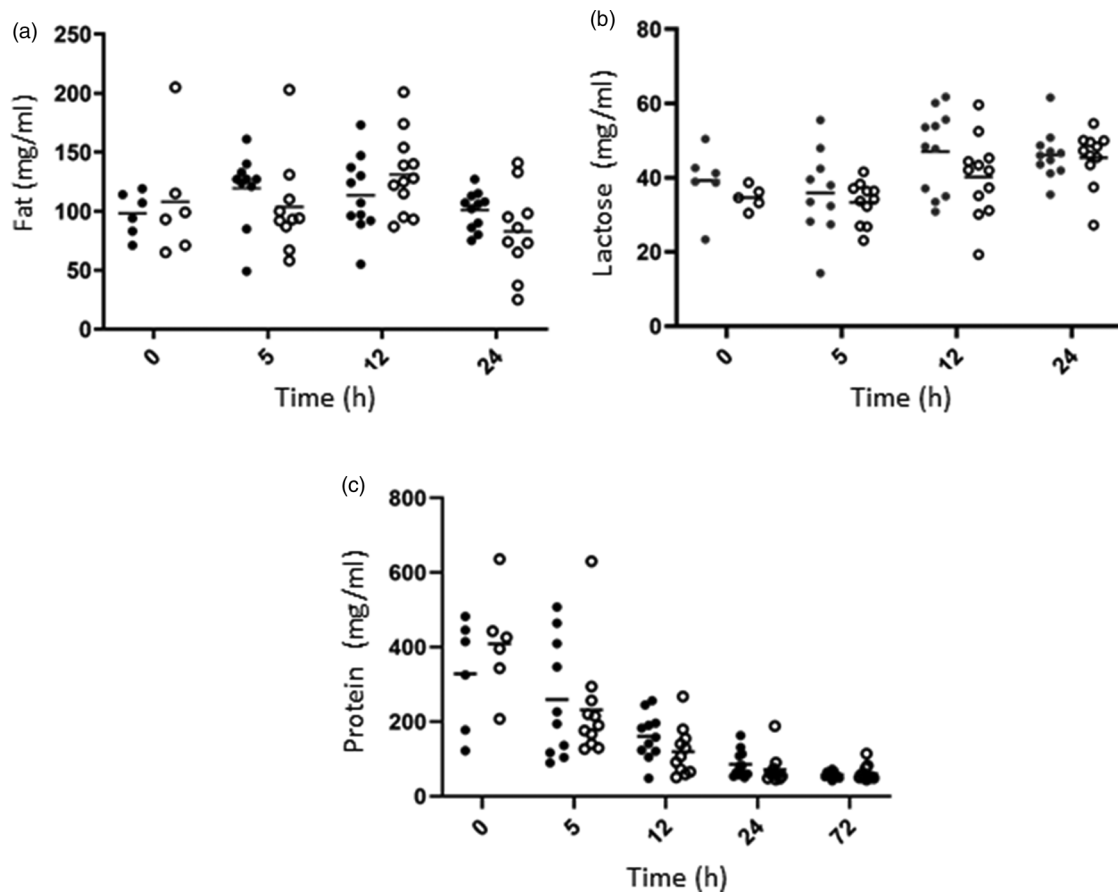 (a)
Fat (mg/ml)
250
200
150
100
50
0
0 5 12 24
Time (h)
(b)
Lactose (mg/ml)
80
60
40
20
0
0 5 12 24
Time (h)
(c)
Protein (mg/ml)
800
600
400
200
0
0 5 12 24 72
Time (h)